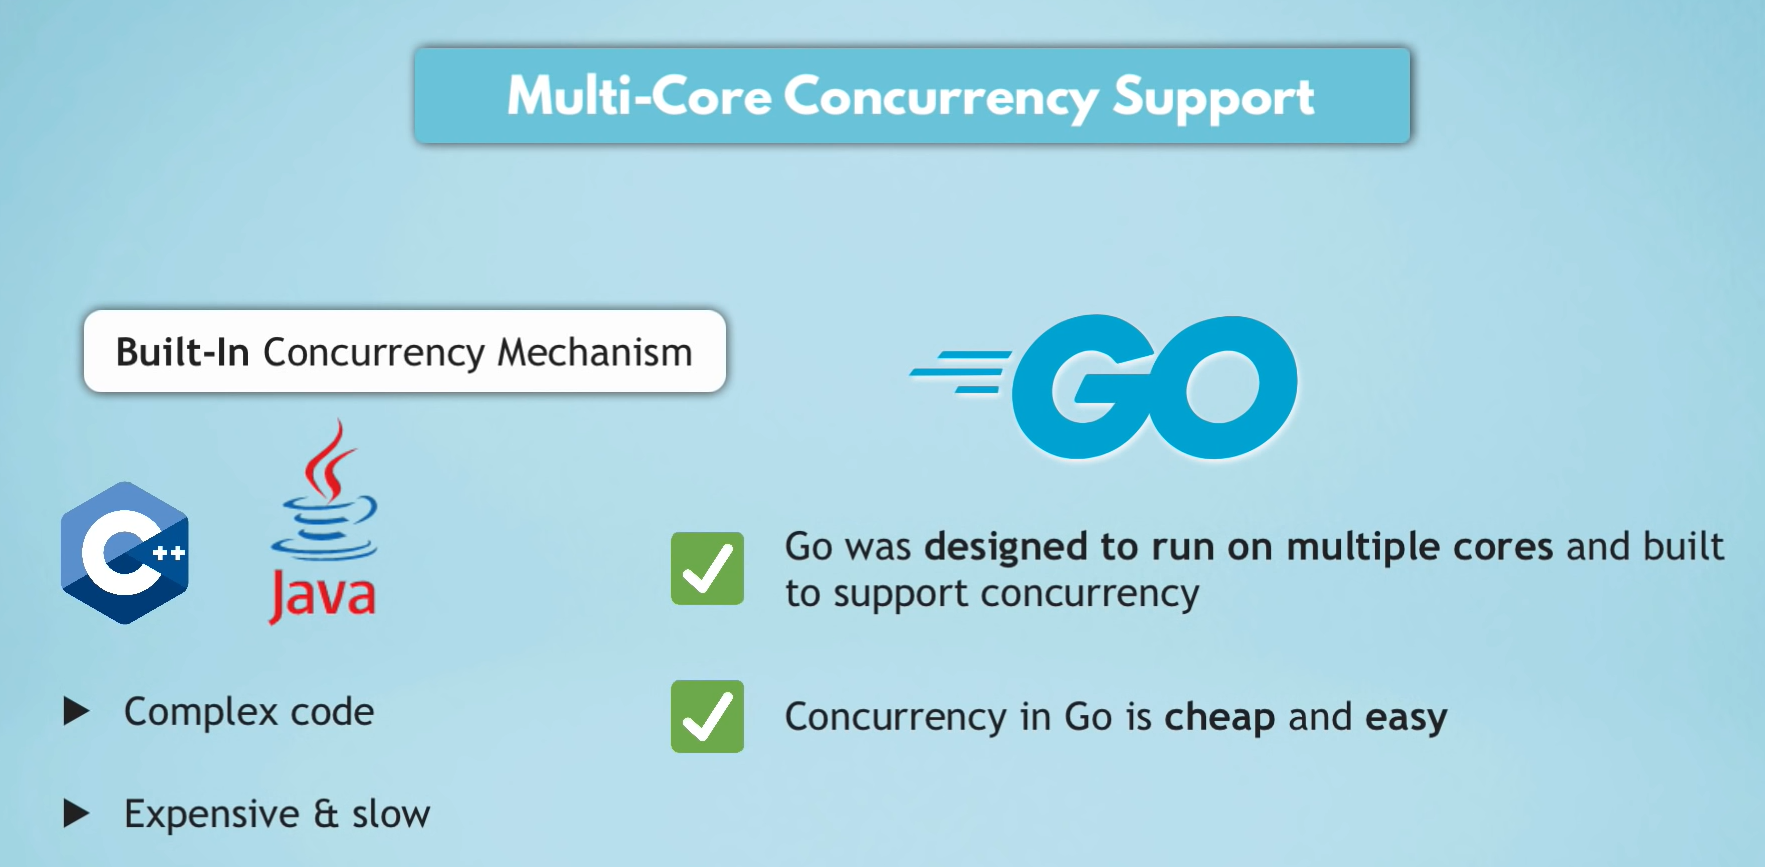 Multi-Core Concurrency Support
Built-In Concurrency Mechanism
GO
C++
Java
Go was designed to run on multiple cores and built
to support concurrency
Complex code
Concurrency in Go is cheap and easy
Expensive & slow